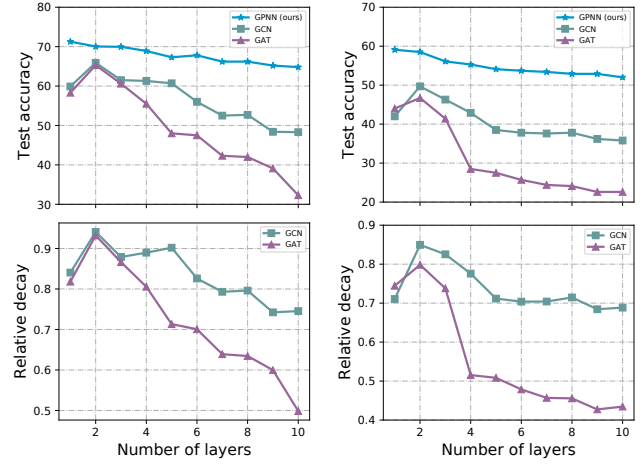 80
70
60
50
40
30
Test accuracy
GPNN (ours)
GCN
GAT
70
60
50
40
30
20
Test accuracy
GPNN (ours)
GCN
GAT
0.9
0.8
0.7
0.6
0.5
Relative decay
GCN
GAT
2 4 6 8 10
Number of layers
0.9
0.8
0.7
0.6
0.5
0.4
Relative decay
GCN
GAT
2 4 6 8 10
Number of layers